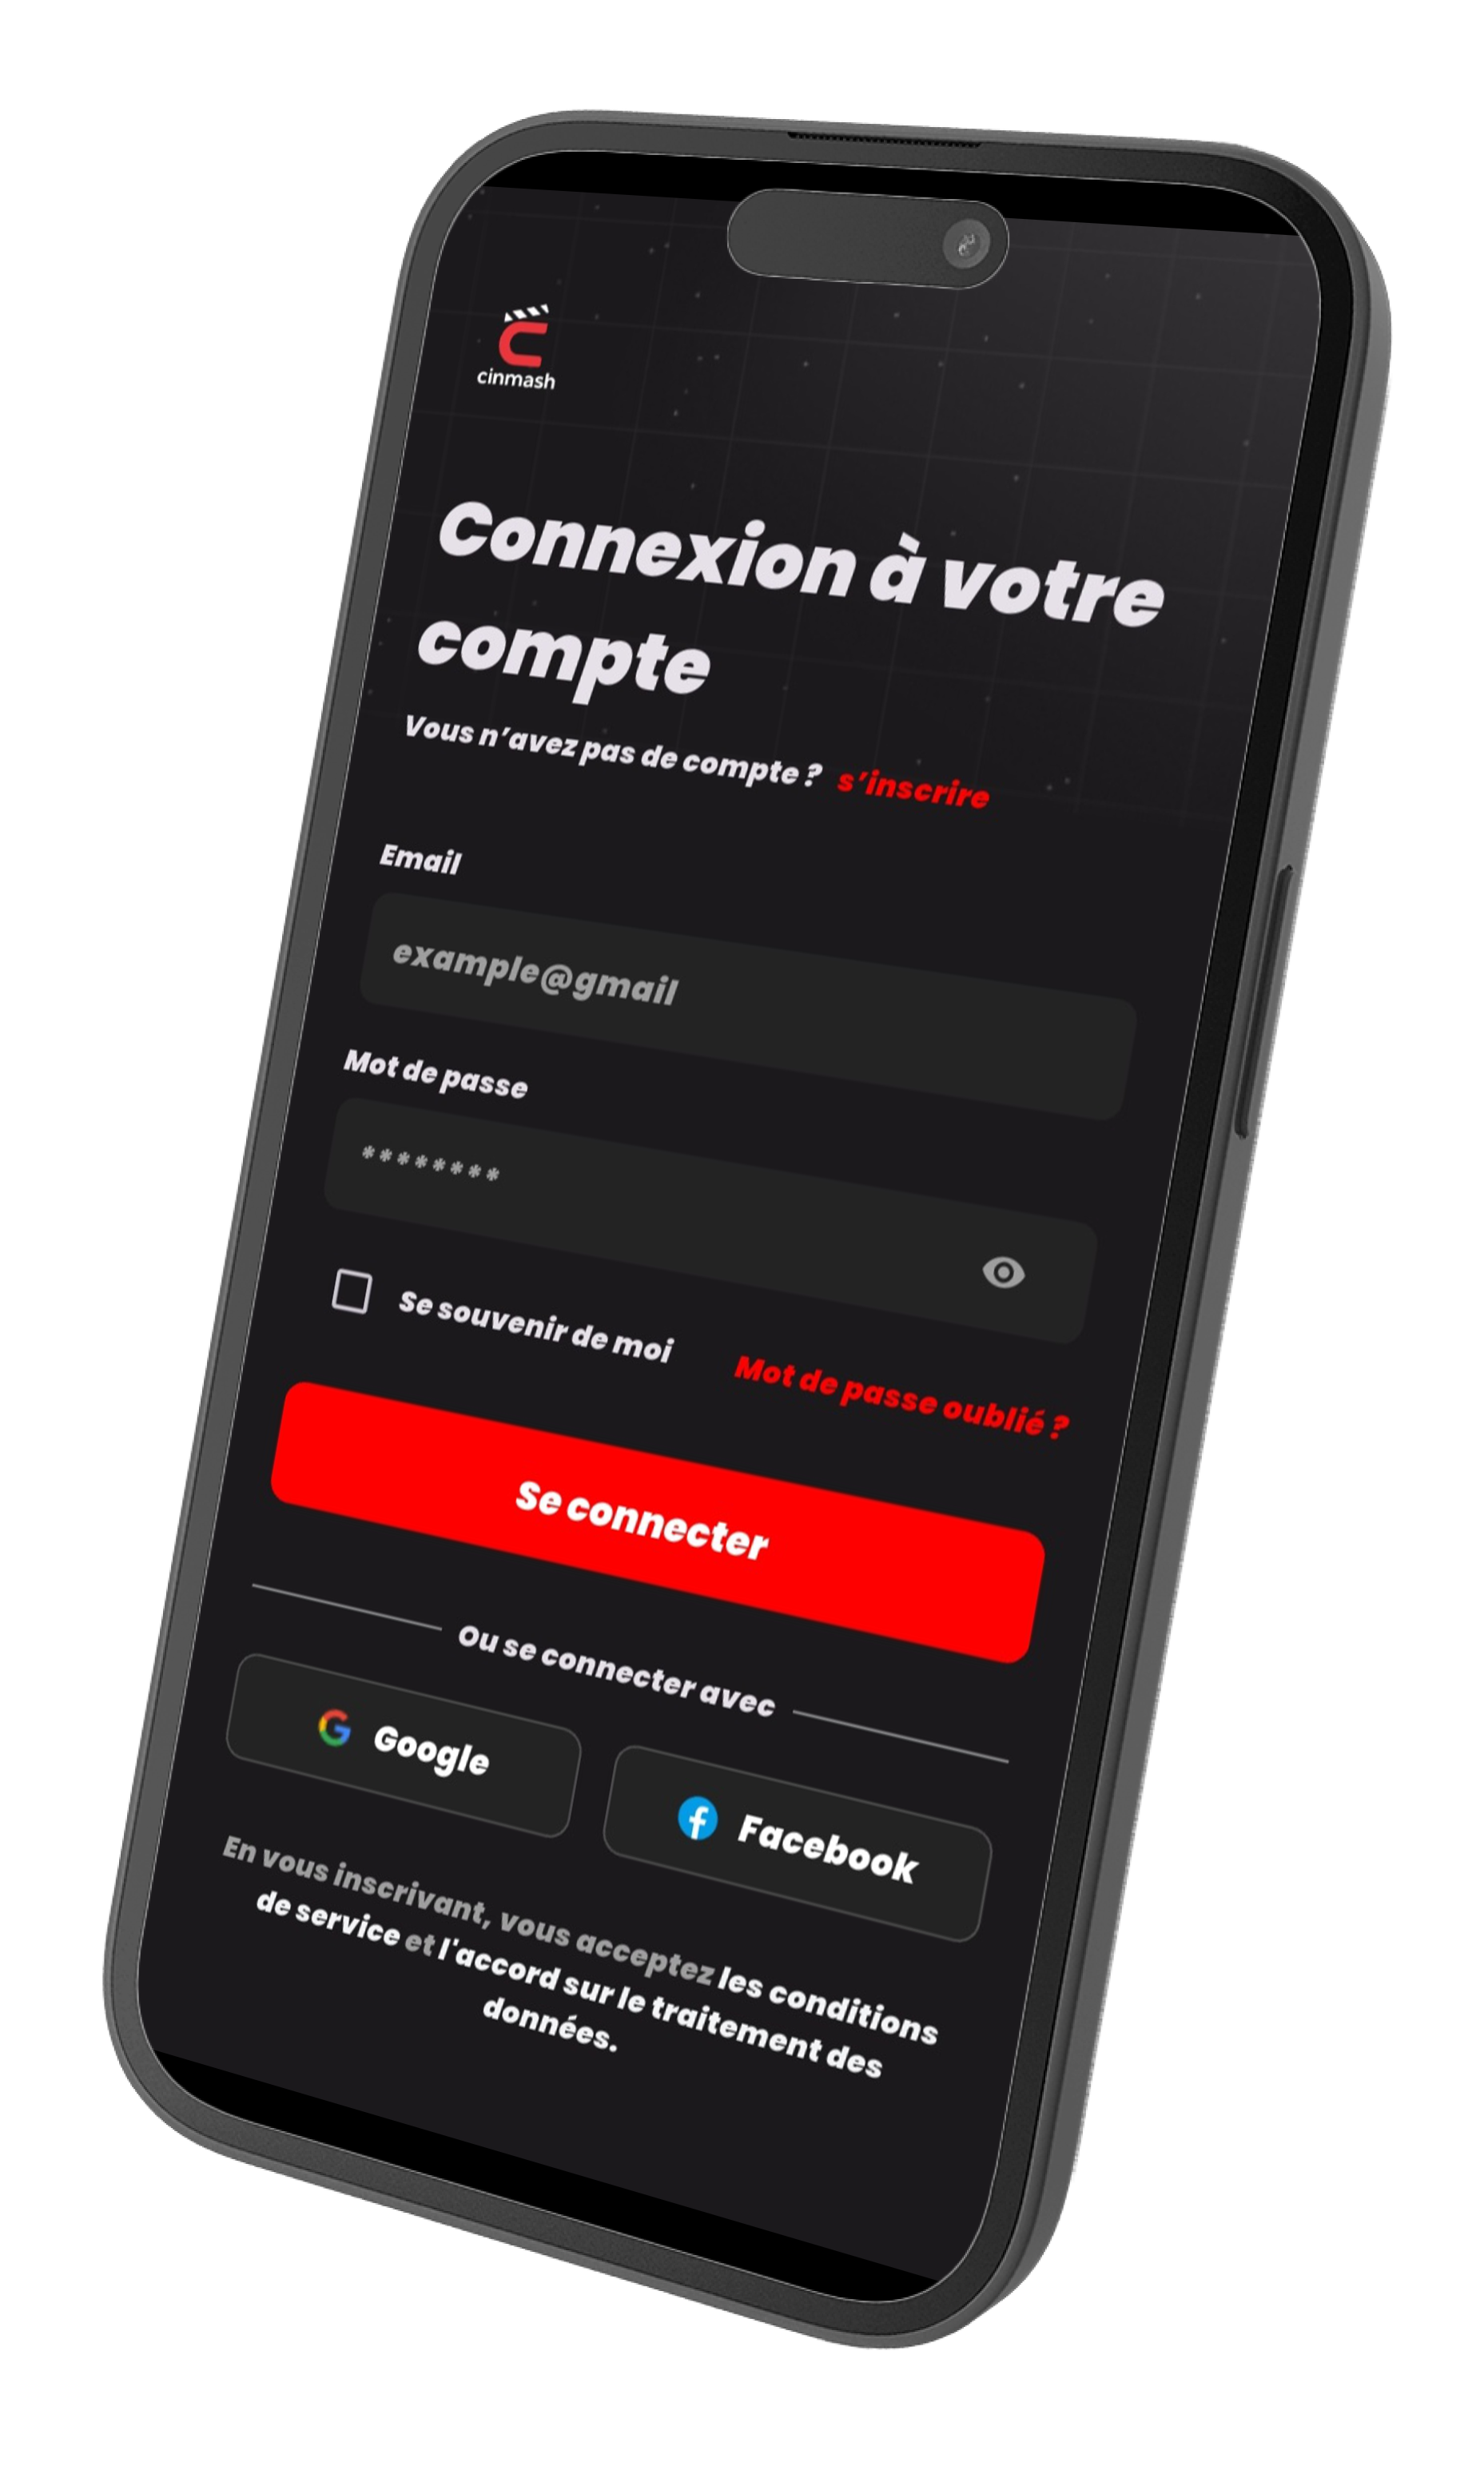 cinmash
Connexion à votre
compte
Vous n’avez pas de compte ? s’inscrire
Email
example@gmail
Mot de passe
********
Se souvenir de moi
Mot de passe oublié ?
Se connecter
Ou se connecter avec
Google
Facebook
En vous inscrivant, vous acceptez les conditions
de service et l'accord sur le traitement des
données.